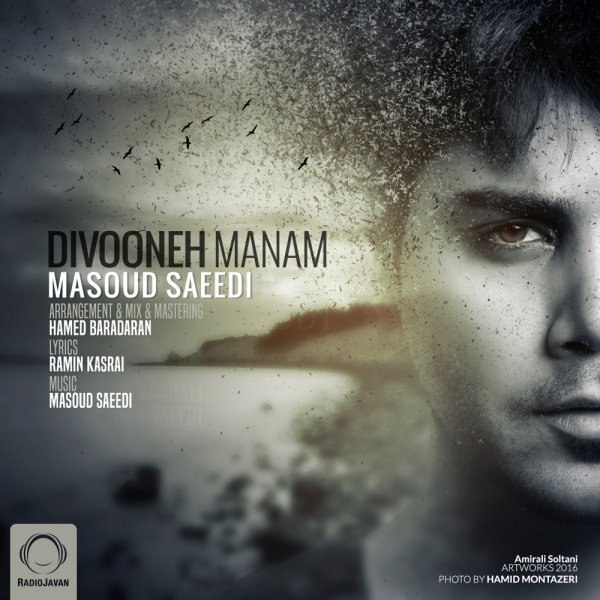 DIVOONEH MANAM
MASOUD SAEEDI
ARRANGEMENT & MIX & MASTERING
HAMED BARADARAN
LYRICS
RAMIN KASRAI
MUSIC
MASOUD SAEEDI
RADIOJAVAN
Amirali Soltani
ARTWORKS 2016
PHOTO BY HAMID MONTAZERI